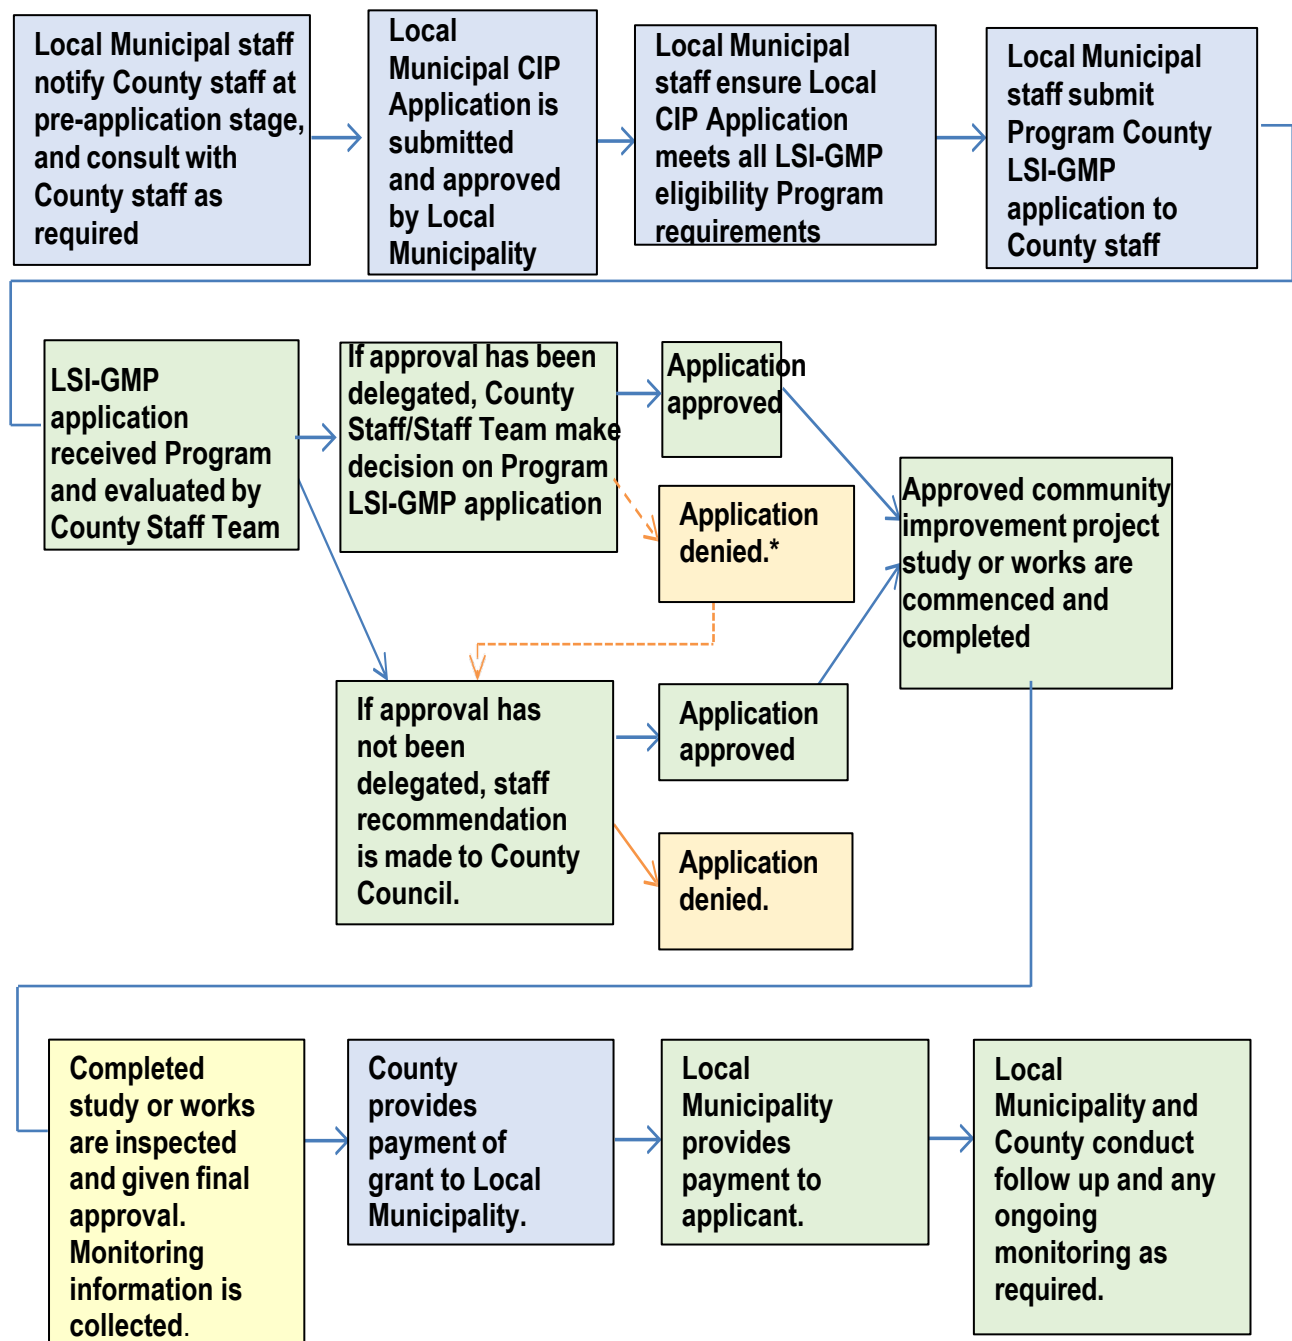 Local Municipal staff
notify County staff at
pre-application stage,
and consult with
County staff as
required
Local
Municipal CIP
Application is
submitted
and approved
by Local
Municipality
Local Municipal
staff ensure Local
CIP Application
meets all LSI-GMP
eligibility Program
requirements
Local Municipal
staff submit
Program County
LSI-GMP
application to
County staff
LSI-GMP
application
received Program
and evaluated by
County Staff Team
If approval has been
delegated, County
Staff/Staff Team make
decision on Program
LSI-GMP application
Application
approved
Application
denied.*
Approved community
improvement project
study or works are
commenced and
completed
If approval has
not been
delegated, staff
recommendation
is made to County
Council.
Application
approved
Application
denied.
Completed
study or works
are inspected
and given final
approval.
Monitoring
information is
collected.
County
provides
payment of
grant to Local
Municipality.
Local
Municipality
provides
payment to
applicant.
Local
Municipality and
County conduct
follow up and any
ongoing
monitoring as
required.